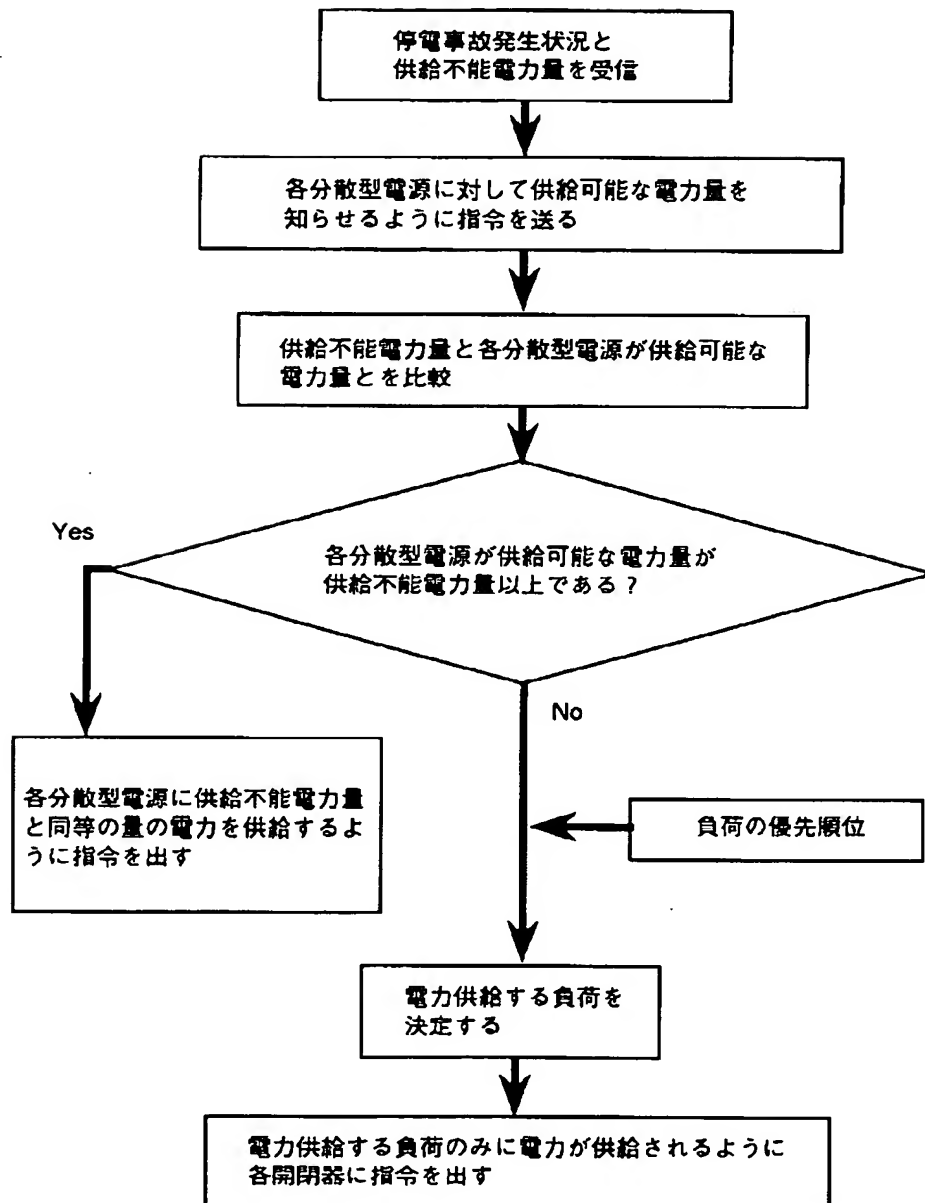 停電事故発生状況と
供給不能電力量を受信
各分散型電源に対して供給可能な電力量を
知らせるように指令を送る
供給不能電力量と各分散型電源が供給可能な
電力量とを比較
各分散型電源が供給可能な電力量が
供給不能電力量以上である？
Yes
No
各分散型電源に供給不能電力量
と同等の量の電力を供給するよ
うに指令を出す
負荷の優先順位
電力供給する負荷を
決定する
電力供給する負荷のみに電力が供給されるように
各開閉器に指令を出す